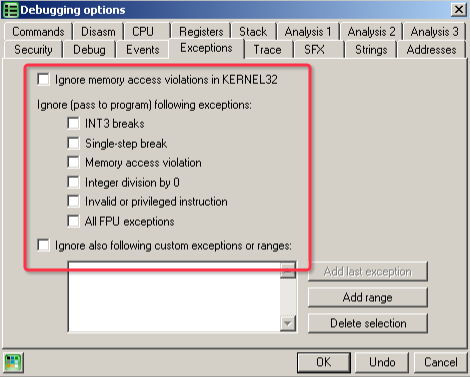 Debugging options
Commands Disasm CPU Registers Stack Analysis 1 Analysis 2 Analysis 3
Security Debug Events Exceptions Trace SFX Strings Addresses
Ignore memory access violations in KERNEL32
Ignore (pass to program) following exceptions:
INT3 breaks
Single-step break
Memory access violation
Integer division by 0
Invalid or privileged instruction
All FPU exceptions
Ignore also following custom exceptions or ranges:
Add last exception
Add range
Delete selection
OK Undo Cancel